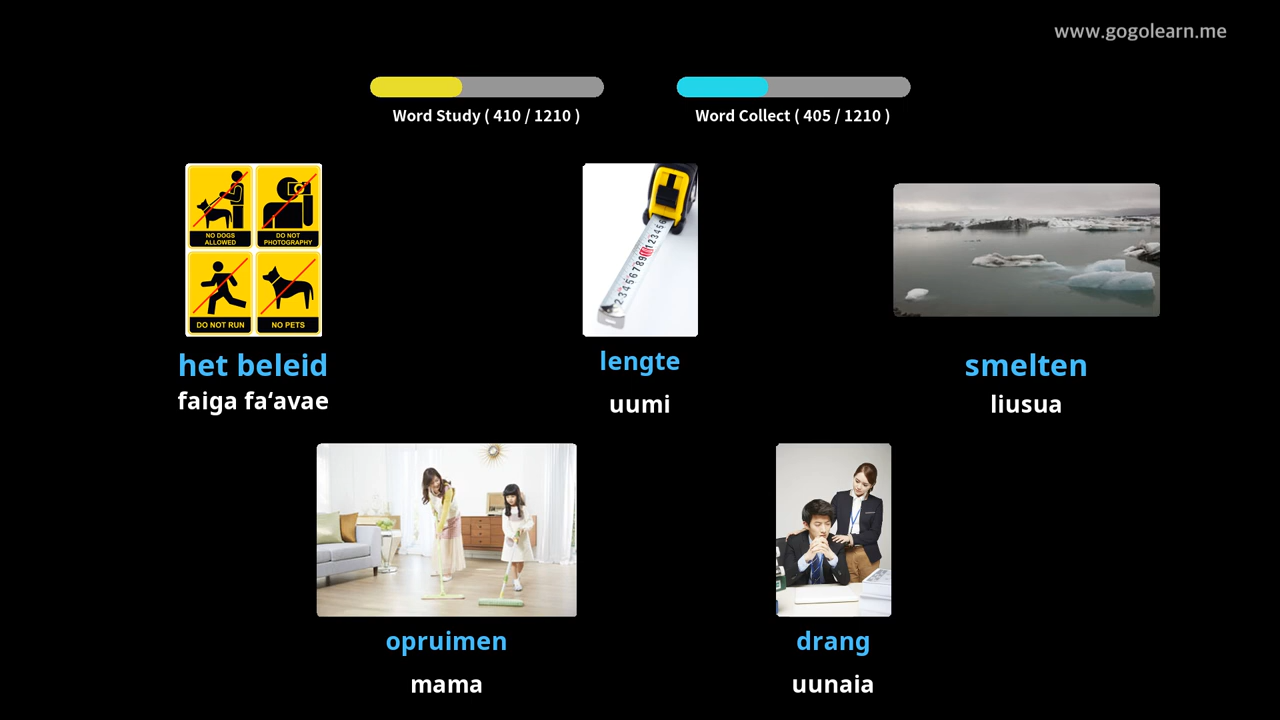 www.gogolearn.me
Word Study ( 410 / 1210 )
Word Collect ( 405 / 1210 )
NO DOGS
ALLOWED
DO NOT
PHOTOGRAPHY
DO NOT RUN
NO PETS
het beleid
faiga fa‘avae
lengte
uumi
smelten
liusua
opruimen
mama
drang
uunaia